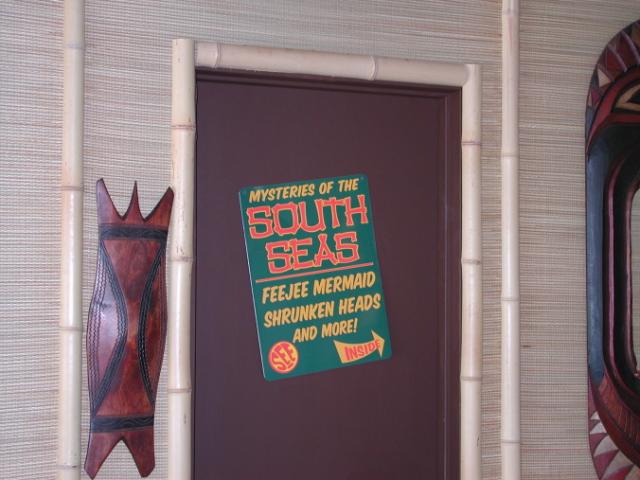 MYSTERIES OF THE
SOUTH
SEAS
FEEJEE MERMAID
SHRUNKEN HEADS
AND MORE!
SEE
INSIDE